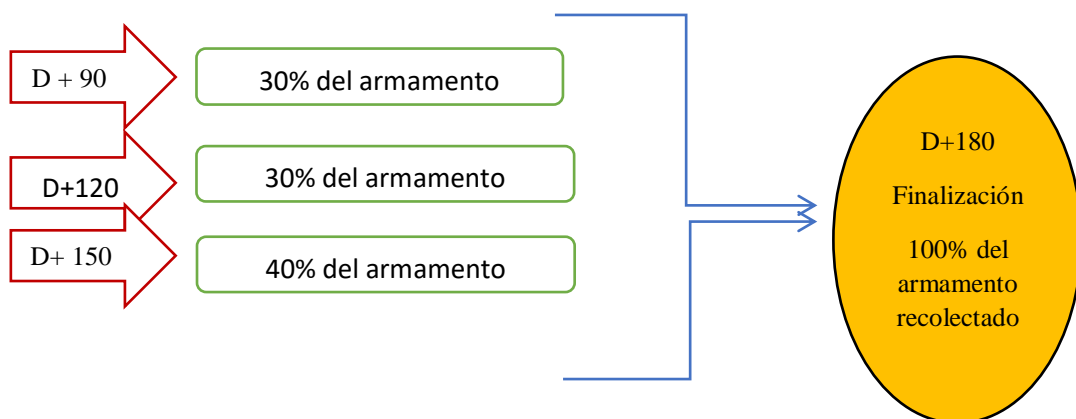 D + 90
30% del armamento
D+120
30% del armamento
D+ 150
40% del armamento
D+180
Finalización
100% del
armamento
recolectado